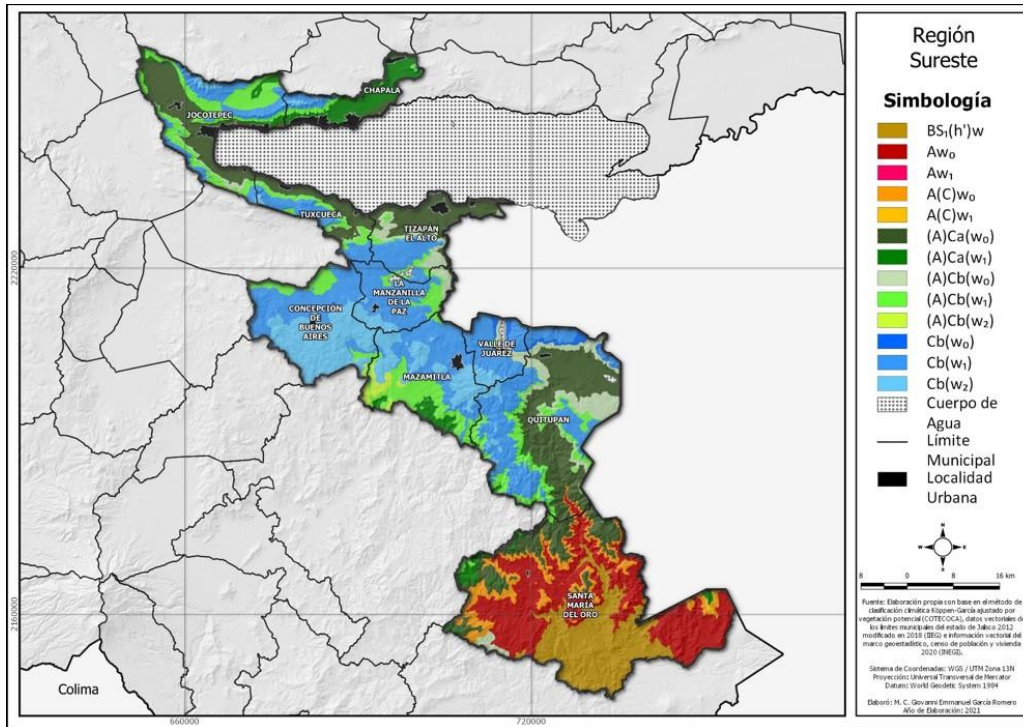 Región
Sureste
Simbología
BS₁(h')w
Aw₀
Aw₁
A(C)w₀
A(C)w₁
(A)Ca(w₀)
(A)Ca(w₁)
(A)Cb(w₀)
(A)Cb(w₁)
(A)Cb(w₂)
Cb(w₀)
Cb(w₁)
Cb(w₂)
Cuerpo de
Agua
Límite
Municipal
Localidad
Urbana
N
W E
S
8 0 8 16 km
Fuente: Elaboración propia con base en el método de
clasificación climática Köppen-García ajustado por
vegetación potencial (COTECOCA), datos vectoriales de
los límites municipales del estado de Jalisco 2012
modificado en 2018 (IIEG) e información vectorial del
marco geoestadístico, censo de población y vivienda
2020 (INEGI).
Sistema de Coordenadas: WGS / UTM Zona 13N
Proyección: Universal Transversal de Mercator
Datum: World Geodetic System 1984
Elaboró: M. C. Giovanni Emmanuel García Romero
Año de Elaboración: 2021
CHAPALA
JOCOTEPEC
TUXCUECA
TIZAPÁN
EL ALTO
LA
MANZANILLA
DE LA
PAZ
CONCEPCIÓN
DE
BUENOS
AIRES
VALLE DE
JUÁREZ
MAZAMITLA
QUITUPAN
SANTA
MARÍA
DEL ORO
Colima
2220000
2160000
660000
720000